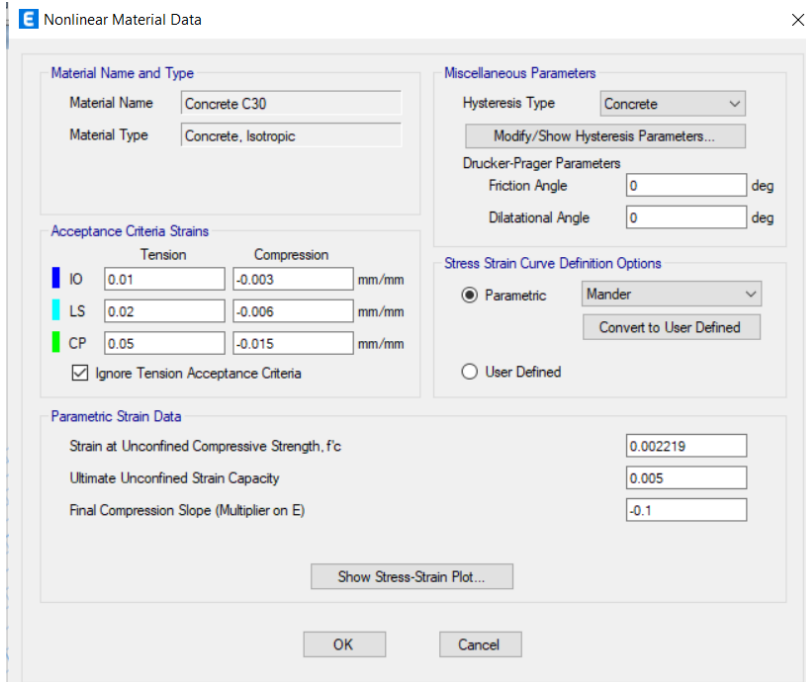 E Nonlinear Material Data
Material Name and Type
Material Name Concrete C30
Material Type Concrete, Isotropic
Miscellaneous Parameters
Hysteresis Type Concrete
Modify/Show Hysteresis Parameters...
Drucker-Prager Parameters
Friction Angle 0 deg
Dilatational Angle 0 deg
Acceptance Criteria Strains
Tension Compression
IO 0.01 -0.003 mm/mm
LS 0.02 -0.006 mm/mm
CP 0.05 -0.015 mm/mm
Ignore Tension Acceptance Criteria
Stress Strain Curve Definition Options
Parametric Mander
Convert to User Defined
User Defined
Parametric Strain Data
Strain at Unconfined Compressive Strength, f'c 0.002219
Ultimate Unconfined Strain Capacity 0.005
Final Compression Slope (Multiplier on E) -0.1
Show Stress-Strain Plot...
OK Cancel